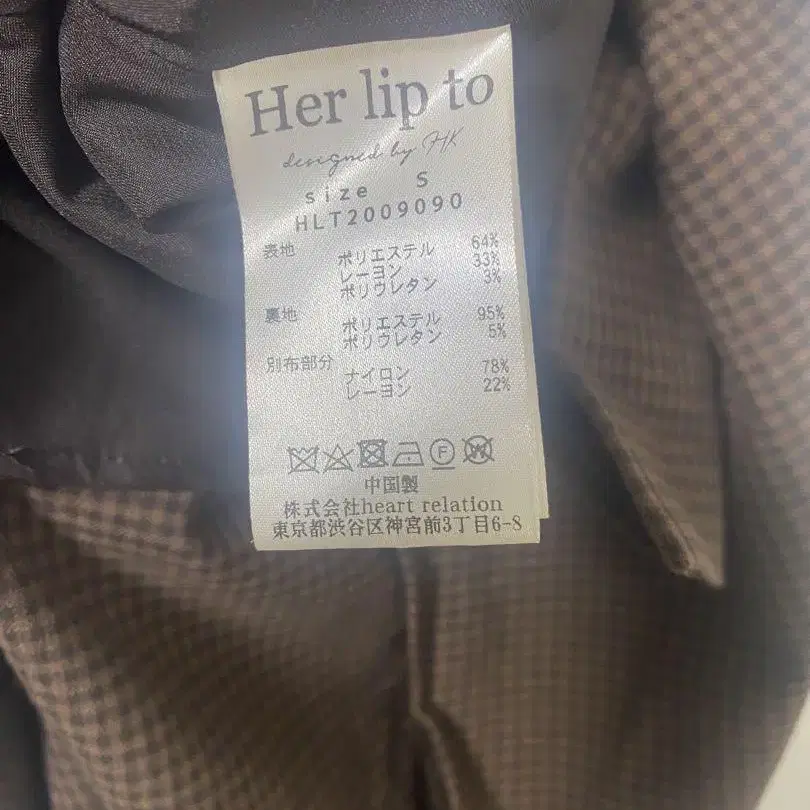 Her lip to
designed by HK
size S
HLT2009090
表地 ポリエステル 64%
レーヨン 33%
ポリウレタン 3%
裏地 ポリエステル 95%
ポリウレタン 5%
別布部分 ナイロン 78%
レーヨン 22%
F W
中国製
株式会社heart relation
東京都渋谷区神宮前3丁目6-8